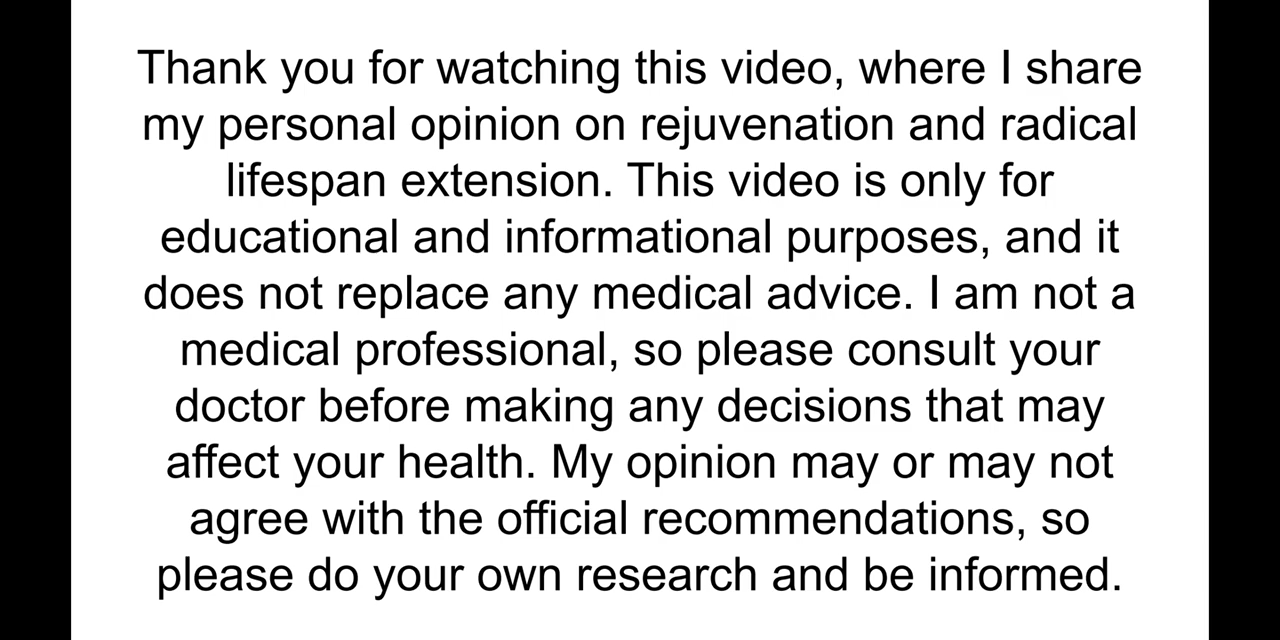 Thank you for watching this video, where I share
my personal opinion on rejuvenation and radical
lifespan extension. This video is only for
educational and informational purposes, and it
does not replace any medical advice. I am not a
medical professional, so please consult your
doctor before making any decisions that may
affect your health. My opinion may or may not
agree with the official recommendations, so
please do your own research and be informed.